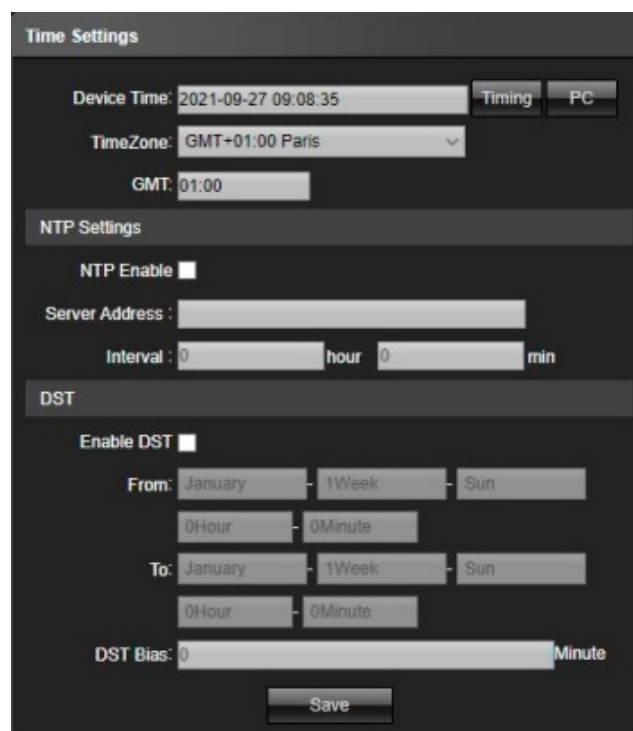 Time Settings
Device Time: 2021-09-27 09:08:35 Timing PC
TimeZone: GMT+01:00 Paris
GMT: 01:00
NTP Settings
NTP Enable
Server Address :
Interval : 0 hour 0 min
DST
Enable DST
From: January - 1Week - Sun
0Hour - 0Minute
To: January - 1Week - Sun
0Hour - 0Minute
DST Bias: 0 Minute
Save